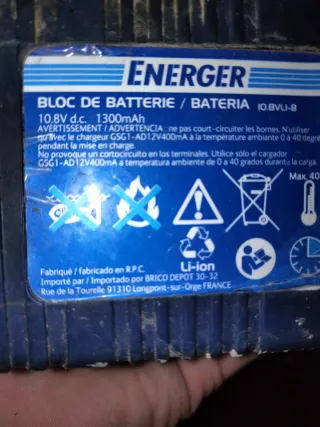 ENERGER
BLOC DE BATTERIE / BATERIA 10.8VLI-B
10,8V d.c. 1300mAh
AVERTISSEMENT / ADVERTENCIA : ne pas court-circuiter les bornes. N'utiliser
qu'avec le chargeur GSG1-AD12V400mA à la température ambiante 0° à 40 degrés
pendant la mise en charge.
No provoque un cortocircuito en los terminales. Utilice sólo el cargador
GSG1-AD12V400mA a temperatura ambiente de 0 a 40 grados durante la carga.
Max. 40
Li-ion
Fabriqué / fabricado en R.P.C.
Importé par / Importado par BRICO DEPOT 30-32
Rue de la Tourelle 91310 Longpont-sur-Orge FRANCE